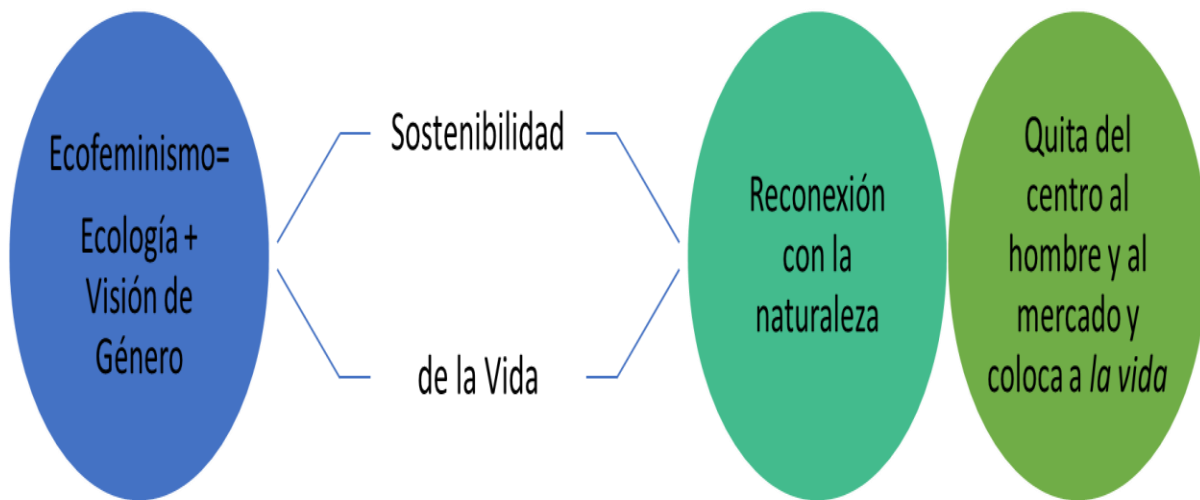 Ecofeminismo=
Ecología +
Visión de
Género
Sostenibilidad
de la Vida
Reconexión
con la
naturaleza
Quita del
centro al
hombre y al
mercado y
coloca a la vida